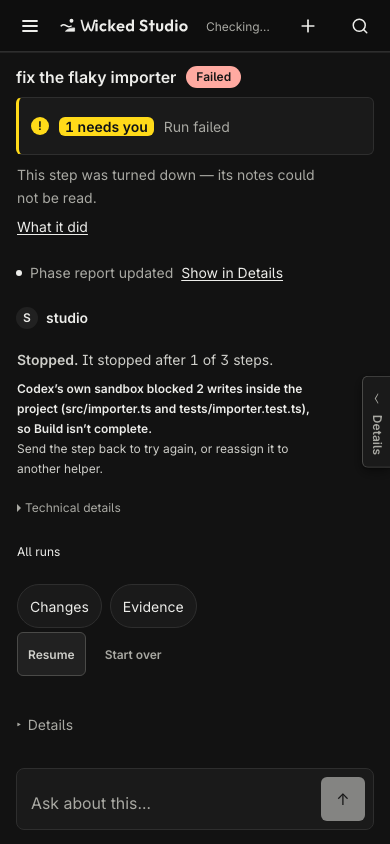 Wicked Studio Checking...
fix the flaky importer Failed
! 1 needs you Run failed
This step was turned down — its notes could
not be read.
What it did
Phase report updated Show in Details
S studio
Stopped. It stopped after 1 of 3 steps.
Codex’s own sandbox blocked 2 writes inside the
project (src/importer.ts and tests/importer.test.ts),
so Build isn’t complete.
Send the step back to try again, or reassign it to
another helper.
Details
Technical details
All runs
Changes Evidence
Resume Start over
Details
Ask about this...